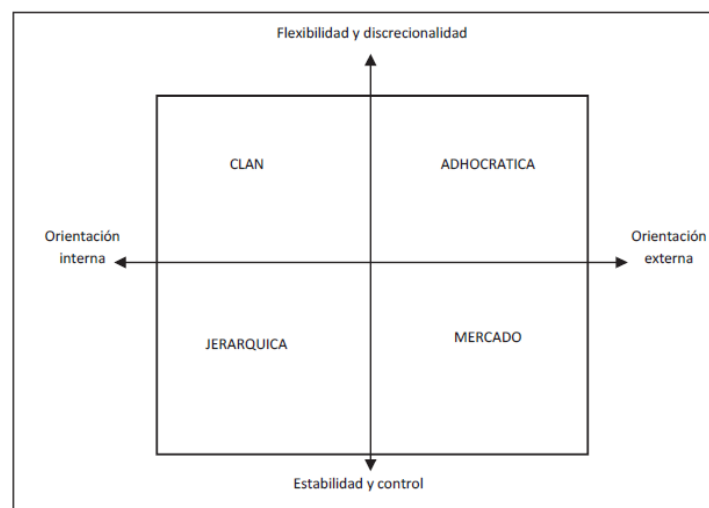 Flexibilidad y discrecionalidad
CLAN
ADHOCRATICA
Orientación
interna
Orientación
externa
JERARQUICA
MERCADO
Estabilidad y control